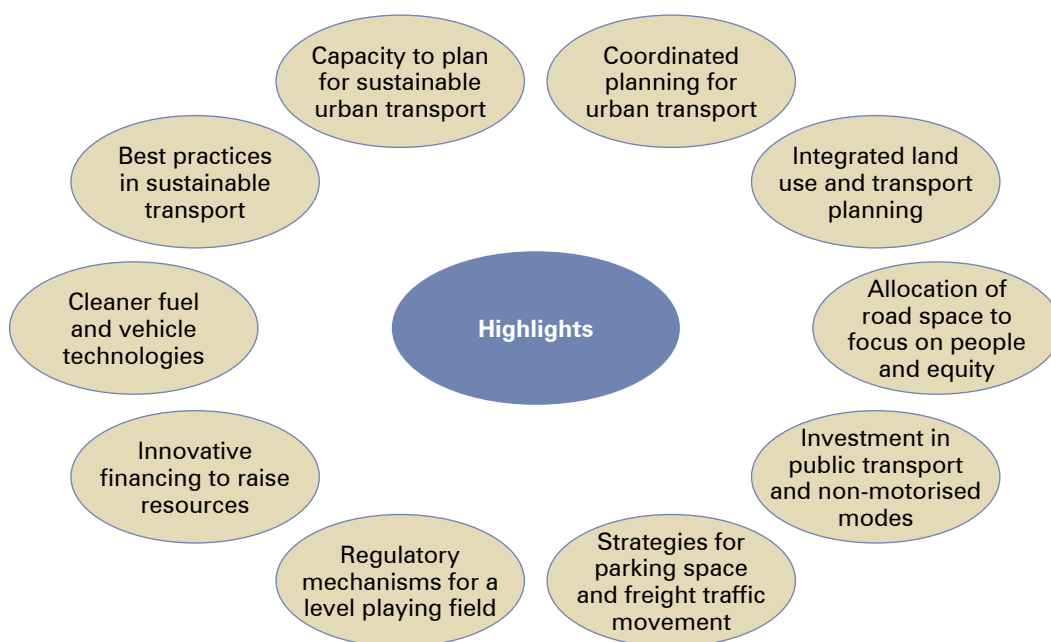 Capacity to plan
for sustainable
urban transport
Coordinated
planning for
urban transport
Best practices
in sustainable
transport
Integrated land
use and transport
planning
Cleaner fuel
and vehicle
technologies
Highlights
Allocation of
road space to
focus on people
and equity
Innovative
financing to raise
resources
Investment in
public transport
and non-motorised
modes
Regulatory
mechanisms for a
level playing field
Strategies for
parking space
and freight traffic
movement